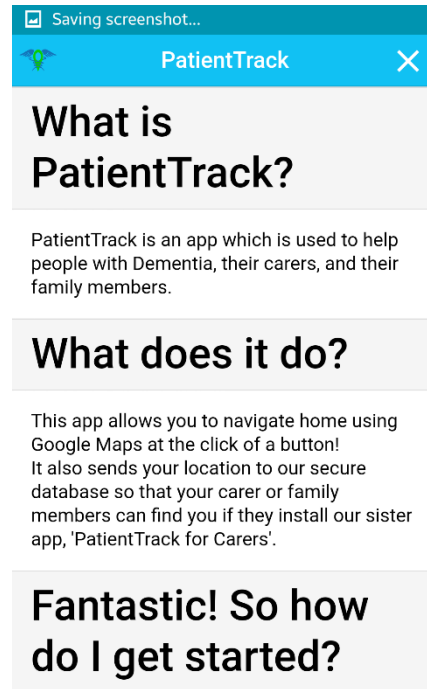 Saving screenshot...
PatientTrack
What is
PatientTrack?
PatientTrack is an app which is used to help
people with Dementia, their carers, and their
family members.
What does it do?
This app allows you to navigate home using
Google Maps at the click of a button!
It also sends your location to our secure
database so that your carer or family
members can find you if they install our sister
app, 'PatientTrack for Carers'.
Fantastic! So how
do I get started?